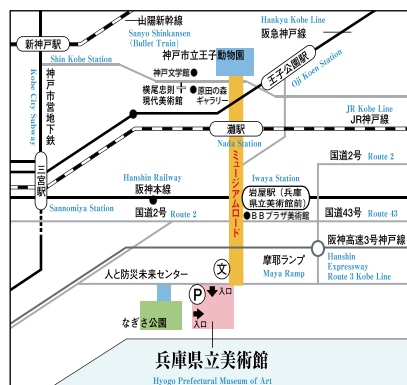 山陽新幹線
Sanyo Shinkansen
(Bullet Train)
Hankyu Kobe Line
阪急神戸線
新神戸駅
Shin Kobe Station
神戸市立王子動物園
王子公園駅
Oji Koen Station
神戸文学館
横尾忠則
現代美術館
原田の森
ギャラリー
神戸市営地下鉄
Kobe City Subway
JR Kobe Line
JR神戸線
灘駅
Nada Station
ミュージアムロード
国道2号 Route 2
三宮駅
Sannomiya Station
Hanshin Railway
阪神本線
Iwaya Station
岩屋駅（兵庫
県立美術館前）
国道2号 Route 2
BBプラザ美術館
国道43号 Route 43
阪神高速3号神戸線
Hanshin
Expressway
Route 3 Kobe Line
摩耶ランプ
Maya Ramp
文
人と防災未来センター
P
入口
入口
なぎさ公園
兵庫県立美術館
Hyogo Prefectural Museum of Art